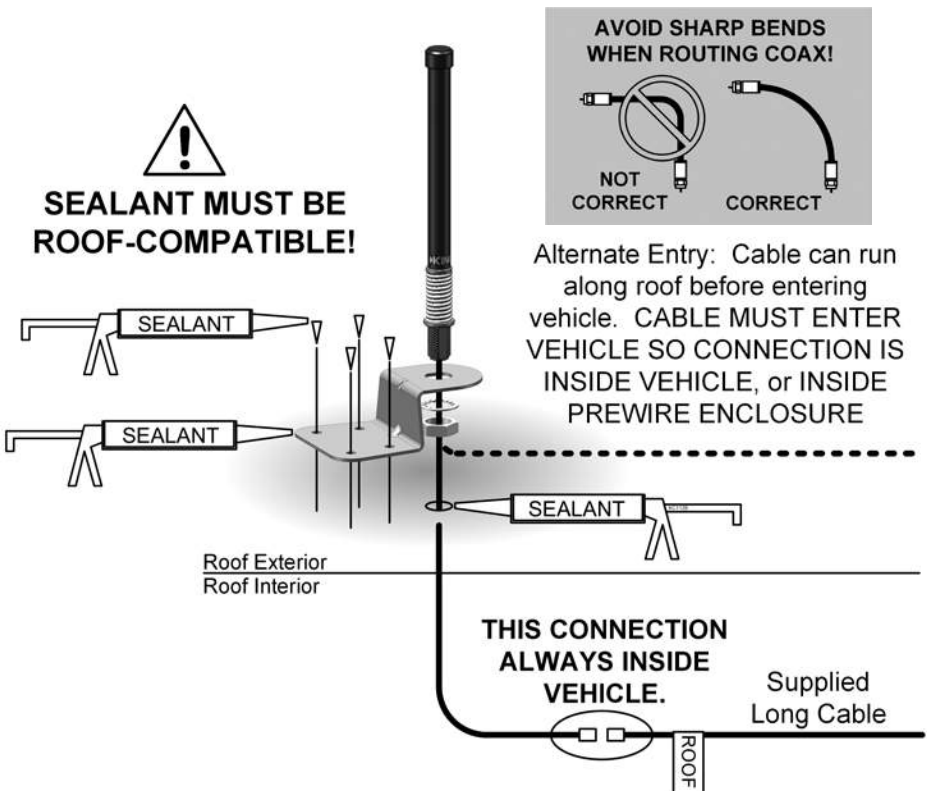 AVOID SHARP BENDS
WHEN ROUTING COAX!
NOT
CORRECT
CORRECT
SEALANT MUST BE
ROOF-COMPATIBLE!
Alternate Entry: Cable can run
along roof before entering
vehicle. CABLE MUST ENTER
VEHICLE SO CONNECTION IS
INSIDE VEHICLE, or INSIDE
PREWIRE ENCLOSURE
SEALANT
SEALANT
SEALANT
Roof Exterior
Roof Interior
THIS CONNECTION
ALWAYS INSIDE
VEHICLE.
Supplied
Long Cable
ROOF